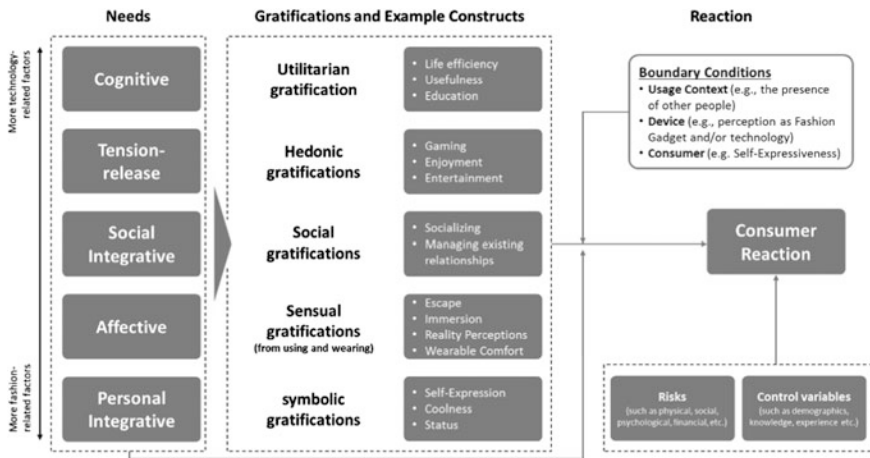 Needs
Gratifications and Example Constructs
Reaction
More technology-
related factors
More fashion-
related factors
Cognitive
Tension-
release
Social
Integrative
Affective
Personal
Integrative
Utilitarian
gratification
Hedonic
gratifications
Social
gratifications
Sensual
gratifications
(from using and wearing)
symbolic
gratifications
• Life efficiency
• Usefulness
• Education
• Gaming
• Enjoyment
• Entertainment
• Socializing
• Managing existing
relationships
• Escape
• Immersion
• Reality Perceptions
• Wearable Comfort
• Self-Expression
• Coolness
• Status
Boundary Conditions
• Usage Context (e.g., the presence
of other people)
• Device (e.g., perception as Fashion
Gadget and/or technology)
• Consumer (e.g. Self-Expressiveness)
Consumer
Reaction
Risks
(such as physical, social,
psychological, financial, etc.)
Control variables
(such as demographics,
knowledge, experience etc.)